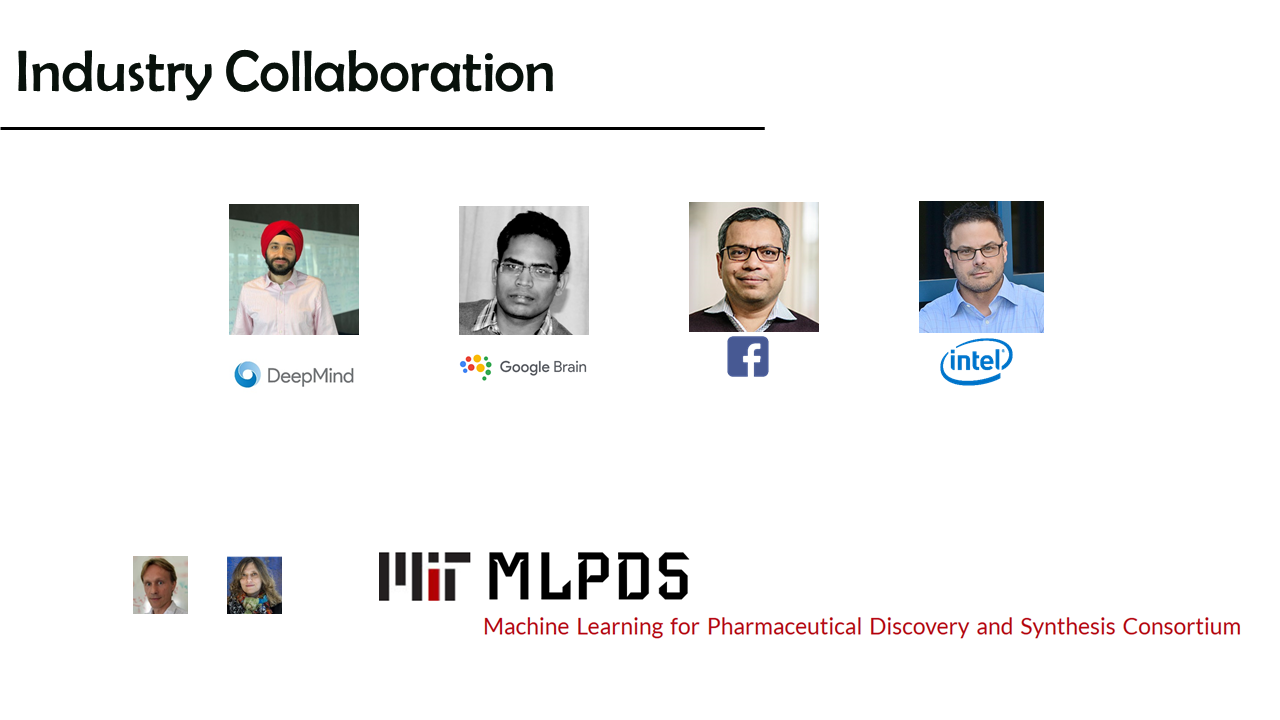 Industry Collaboration
DeepMind
Google Brain
f
intel
MIT MLPDS
Machine Learning for Pharmaceutical Discovery and Synthesis Consortium